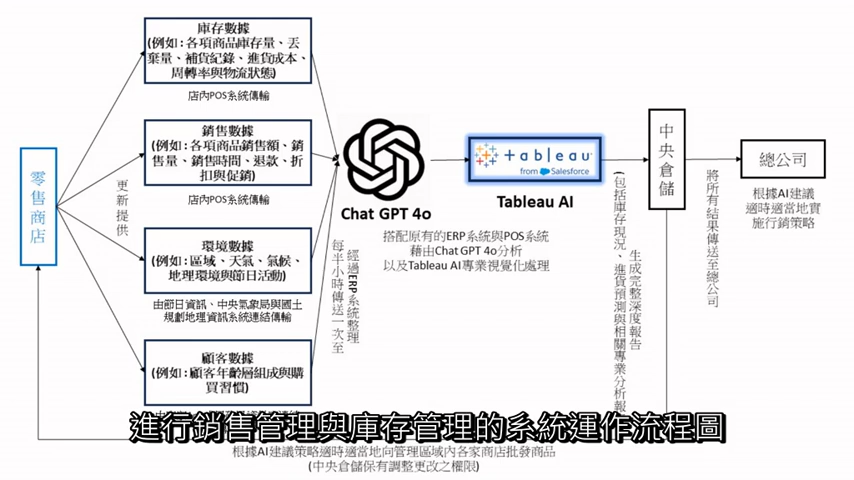 庫存數據
(例如：各項商品庫存量、丟
棄量、補貨紀錄、進貨成本、
周轉率與物流狀態)
店內POS系統傳輸
銷售數據
(例如：各項商品銷售額、銷
售量、銷售時間、退款、折
扣與促銷)
店內POS系統傳輸
零售商店
更新提供
環境數據
(例如：區域、天氣、氣候、
地理環境與節日活動)
由節日資訊、中央氣象局與國土
規劃地理資訊系統連結傳輸
顧客數據
(例如：顧客年齡層組成與購
買習慣)
經過ERP系統整理
每半小時傳送一次至
Chat GPT 4o
+ a b l e a u
from Salesforce
Tableau AI
搭配原有的ERP系統與POS系統
藉由Chat GPT 4o分析
以及Tableau AI專業視覺化處理
生成完整深度報告
(包括庫存現況、進貨預測與相關專業分析報
中央倉儲
將所有結果傳送至總公司
總公司
根據AI建議
適時適當地實
施行銷策略
進行銷售管理與庫存管理的系統運作流程圖
根據AI建議策略適時適當地向管理區域內各家商店批發商品
(中央倉儲保有調整更改之權限)